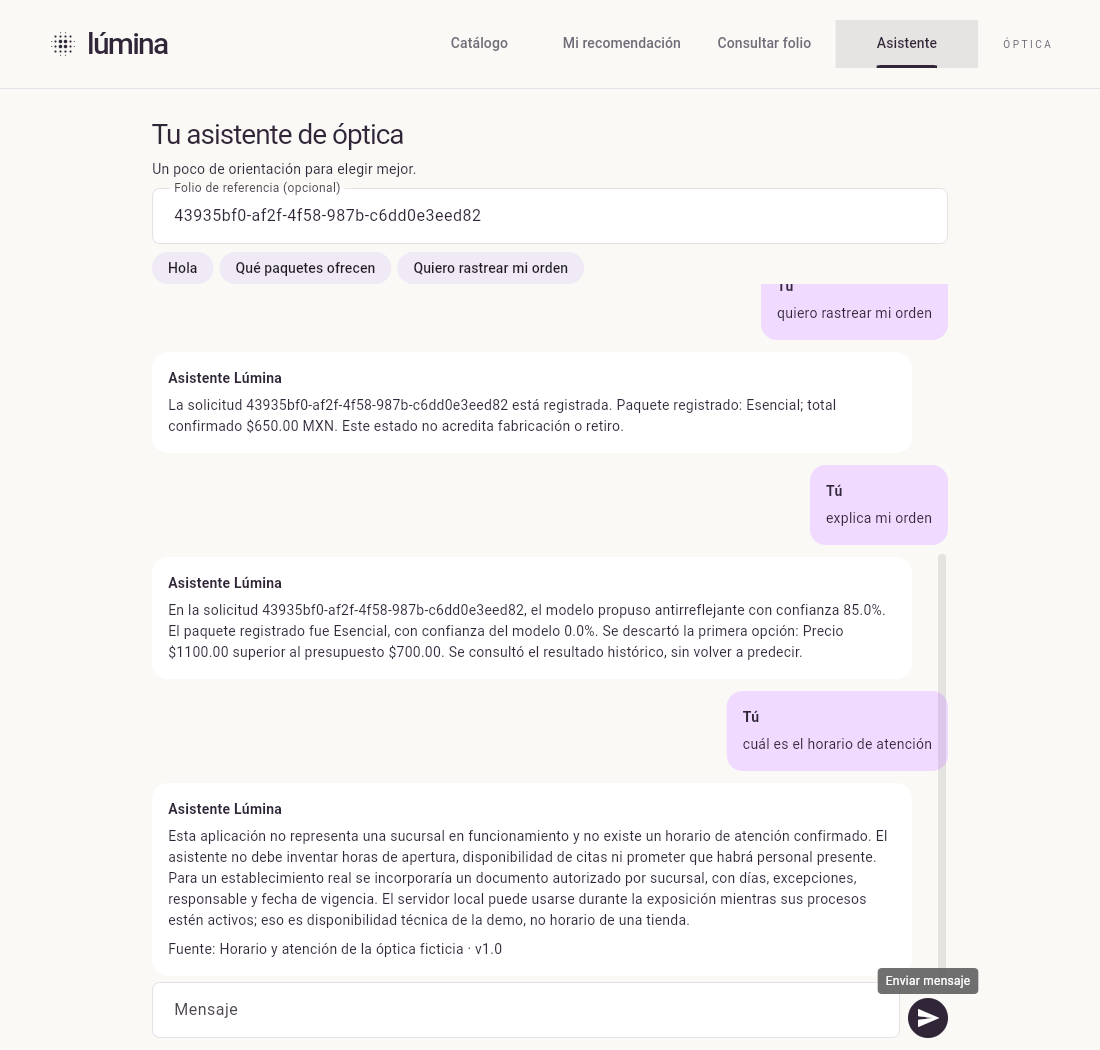 lúmina
Catálogo
Mi recomendación
Consultar folio
Asistente
ÓPTICA
Tu asistente de óptica
Un poco de orientación para elegir mejor.
Folio de referencia (opcional)
43935bf0-af2f-4f58-987b-c6dd0e3eed82
Hola
Qué paquetes ofrecen
Quiero rastrear mi orden
Tú
quiero rastrear mi orden
Asistente Lúmina
La solicitud 43935bf0-af2f-4f58-987b-c6dd0e3eed82 está registrada. Paquete registrado: Esencial; total
confirmado $650.00 MXN. Este estado no acredita fabricación o retiro.
Tú
explica mi orden
Asistente Lúmina
En la solicitud 43935bf0-af2f-4f58-987b-c6dd0e3eed82, el modelo propuso antirreflejante con confianza 85.0%.
El paquete registrado fue Esencial, con confianza del modelo 0.0%. Se descartó la primera opción: Precio
$1100.00 superior al presupuesto $700.00. Se consultó el resultado histórico, sin volver a predecir.
Tú
cuál es el horario de atención
Asistente Lúmina
Esta aplicación no representa una sucursal en funcionamiento y no existe un horario de atención confirmado. El
asistente no debe inventar horas de apertura, disponibilidad de citas ni prometer que habrá personal presente.
Para un establecimiento real se incorporaría un documento autorizado por sucursal, con días, excepciones,
responsable y fecha de vigencia. El servidor local puede usarse durante la exposición mientras sus procesos
estén activos; eso es disponibilidad técnica de la demo, no horario de una tienda.
Fuente: Horario y atención de la óptica ficticia · v1.0
Enviar mensaje
Mensaje